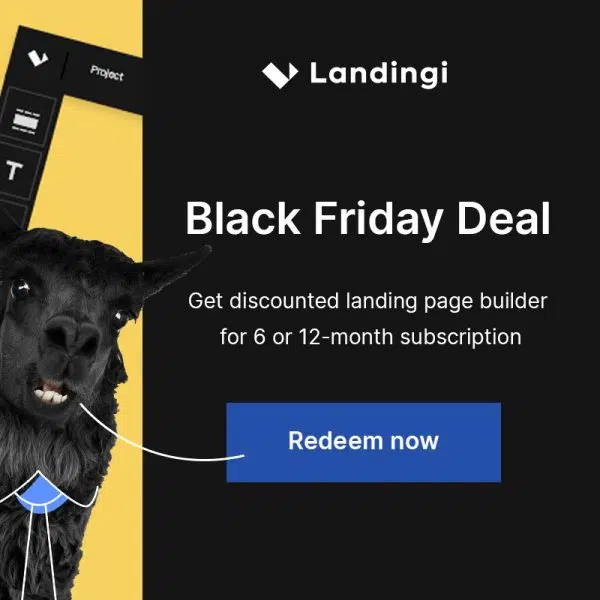 Project
T
Landingi
Black Friday Deal
Get discounted landing page builder
for 6 or 12-month subscription
Redeem now